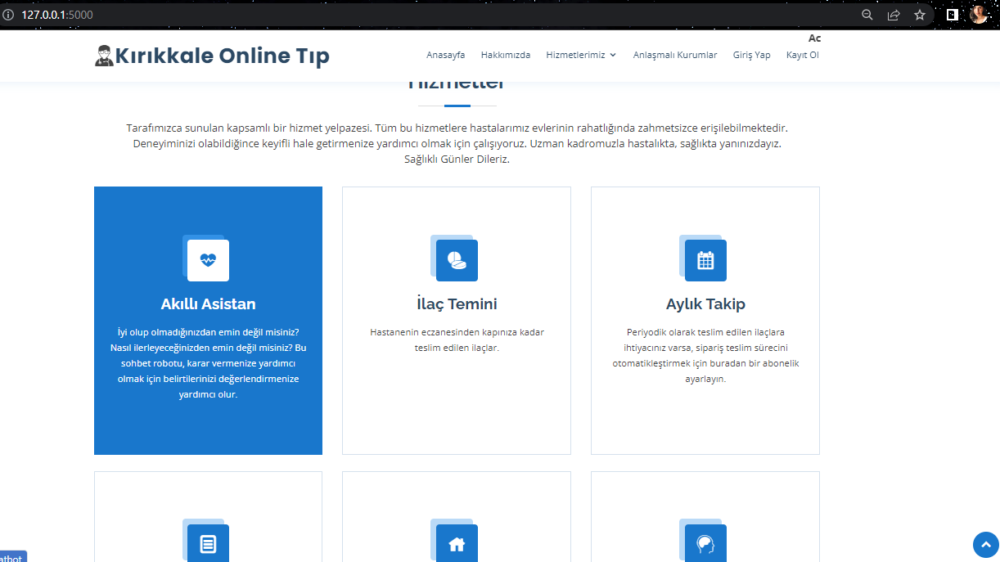 127.0.0.1:5000
Ac
Kırıkkale Online Tıp
Anasayfa Hakkımızda Hizmetlerimiz Anlaşmalı Kurumlar Giriş Yap Kayıt Ol
Hizmetler
Tarafımızca sunulan kapsamlı bir hizmet yelpazesi. Tüm bu hizmetlere hastalarımız evlerinin rahatlığında zahmetsizce erişilebilmektedir.
Deneyiminizi olabildiğince keyifli hale getirmenize yardımcı olmak için çalışıyoruz. Uzman kadromuzla hastalıkta, sağlıkta yanınızdayız.
Sağlıklı Günler Dileriz.
Akıllı Asistan
İyi olup olmadığınızdan emin değil misiniz?
Nasıl ilerleyeceğinizden emin değil misiniz? Bu
sohbet robotu, karar vermenize yardımcı
olmak için belirtilerinizi değerlendirmenize
yardımcı olur.
İlaç Temini
Hastanenin eczanesinden kapınıza kadar
teslim edilen ilaçlar.
Aylık Takip
Periyodik olarak teslim edilen ilaçlara
ihtiyacınız varsa, sipariş teslim sürecini
otomatikleştirmek için buradan bir abonelik
ayarlayın.
atbot